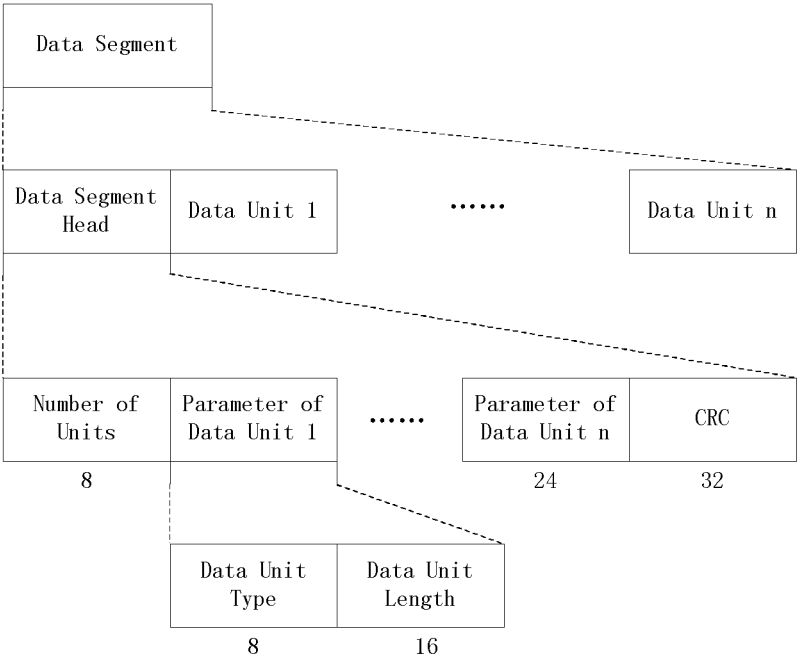 Data Segment
Data Segment
Head
Data Unit 1
……
Data Unit n
Number of
Units
Parameter of
Data Unit 1
……
Parameter of
Data Unit n
CRC
8
24
32
Data Unit
Type
Data Unit
Length
8
16